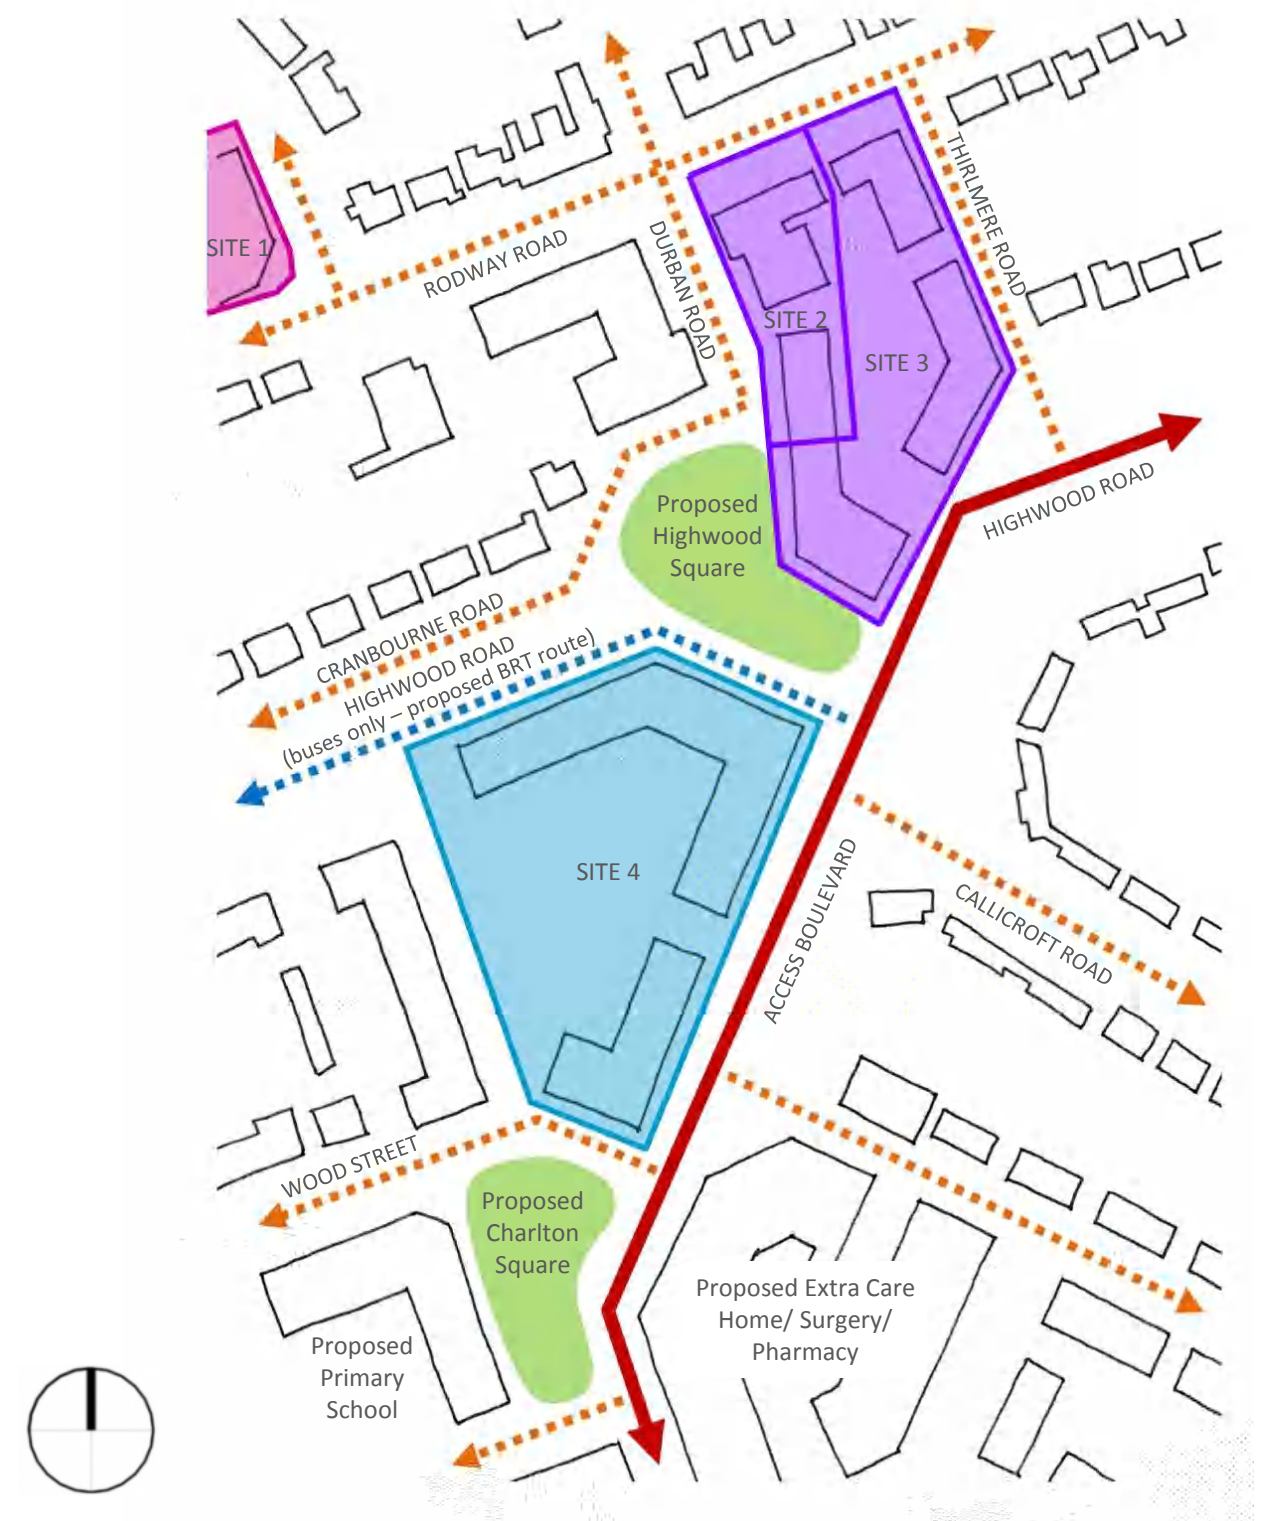 THIRLMERE ROAD
SITE 1
RODWAY ROAD
DURBAN ROAD
SITE 2
SITE 3
HIGHWOOD ROAD
Proposed
Highwood
Square
CRANBOURNE ROAD
HIGHWOOD ROAD
(buses only – proposed BRT route)
SITE 4
ACCESS BOULEVARD
CALLICROFT ROAD
WOOD STREET
Proposed
Charlton
Square
Proposed Extra Care
Home/ Surgery/
Pharmacy
Proposed
Primary
School